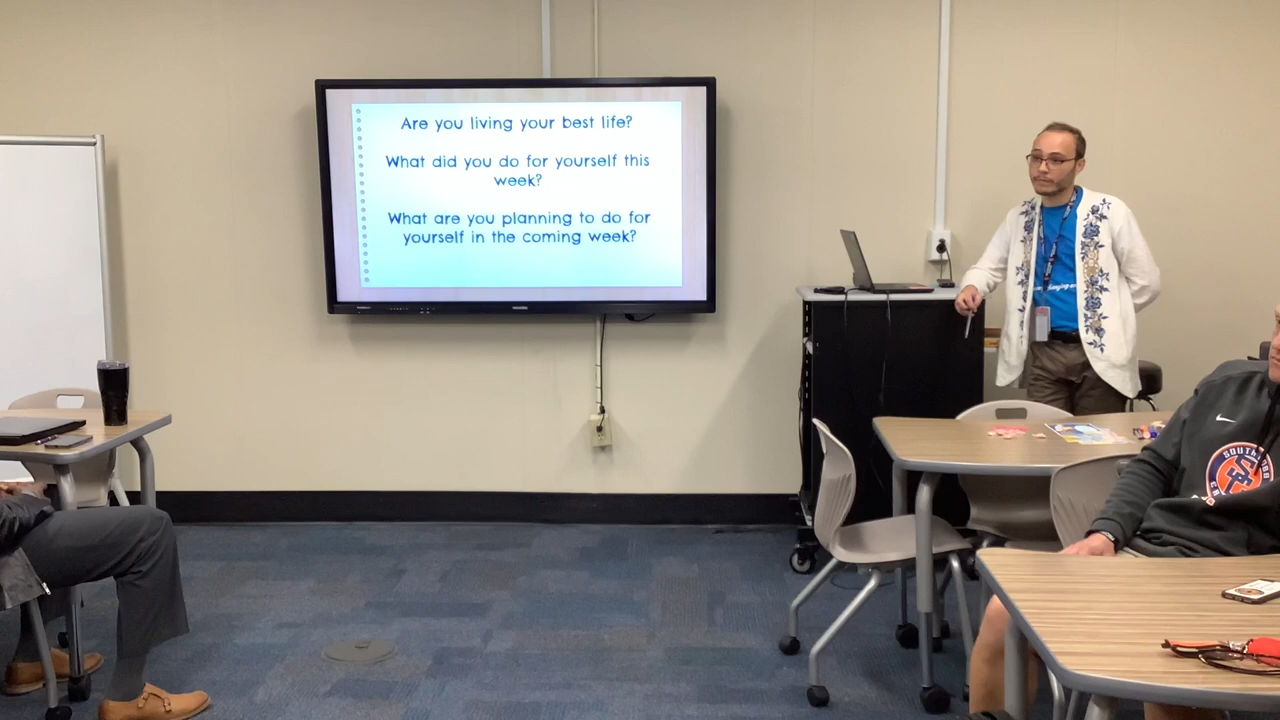 Are you living your best life?
What did you do for yourself this
week?
What are you planning to do for
yourself in the coming week?